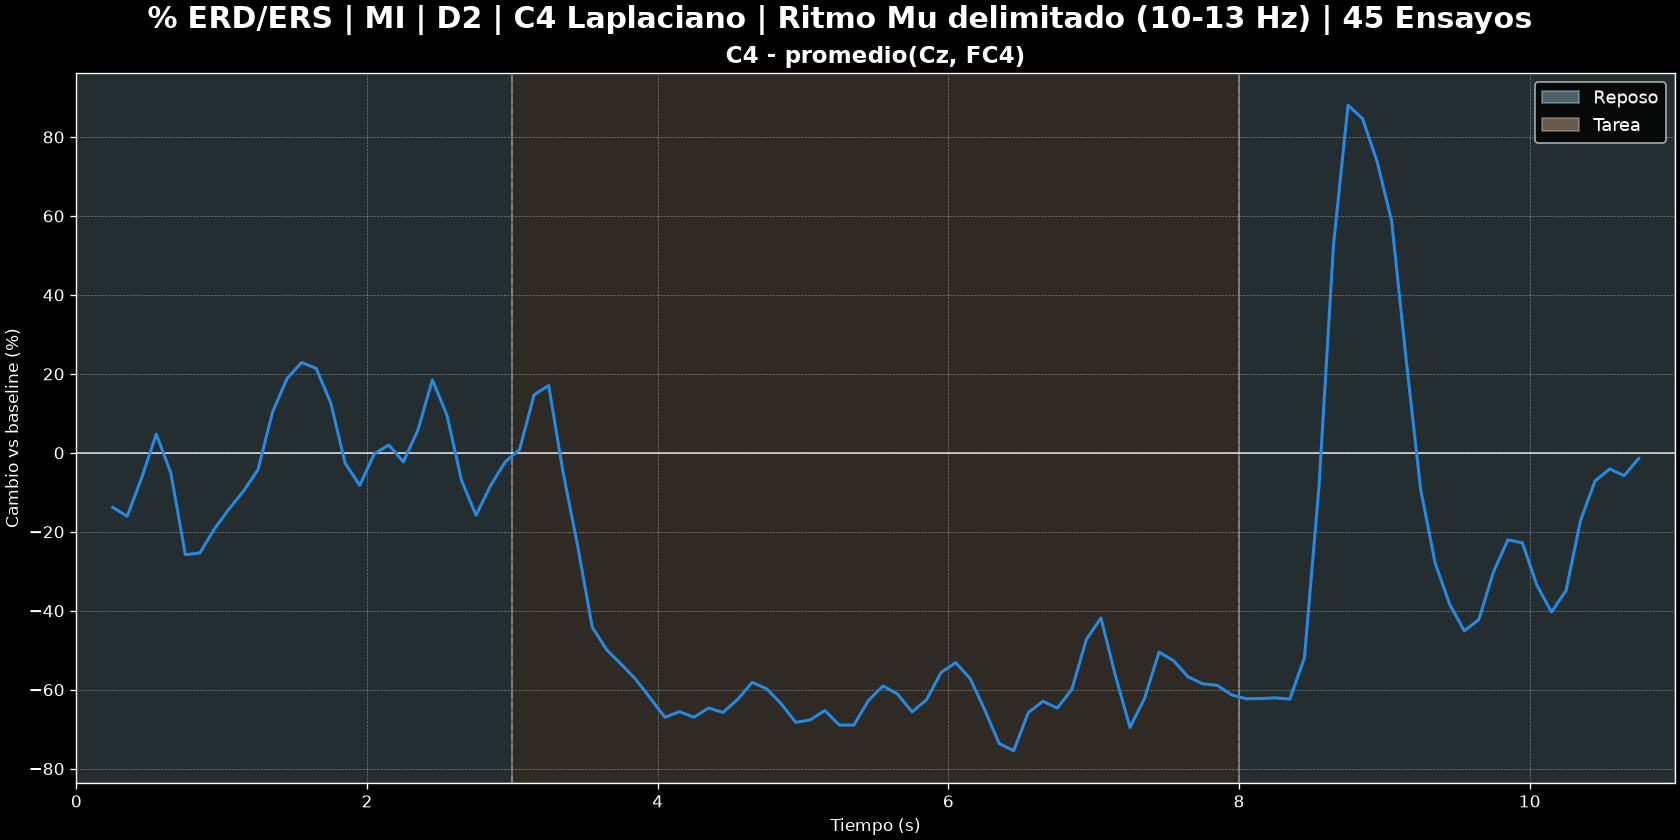 % ERD/ERS | MI | D2 | C4 Laplaciano | Ritmo Mu delimitado (10-13 Hz) | 45 Ensayos
C4 - promedio(Cz, FC4)
Reposo
Tarea
80
60
40
20
0
−20
−40
−60
−80
Cambio vs baseline (%)
0 2 4 6 8 10
Tiempo (s)